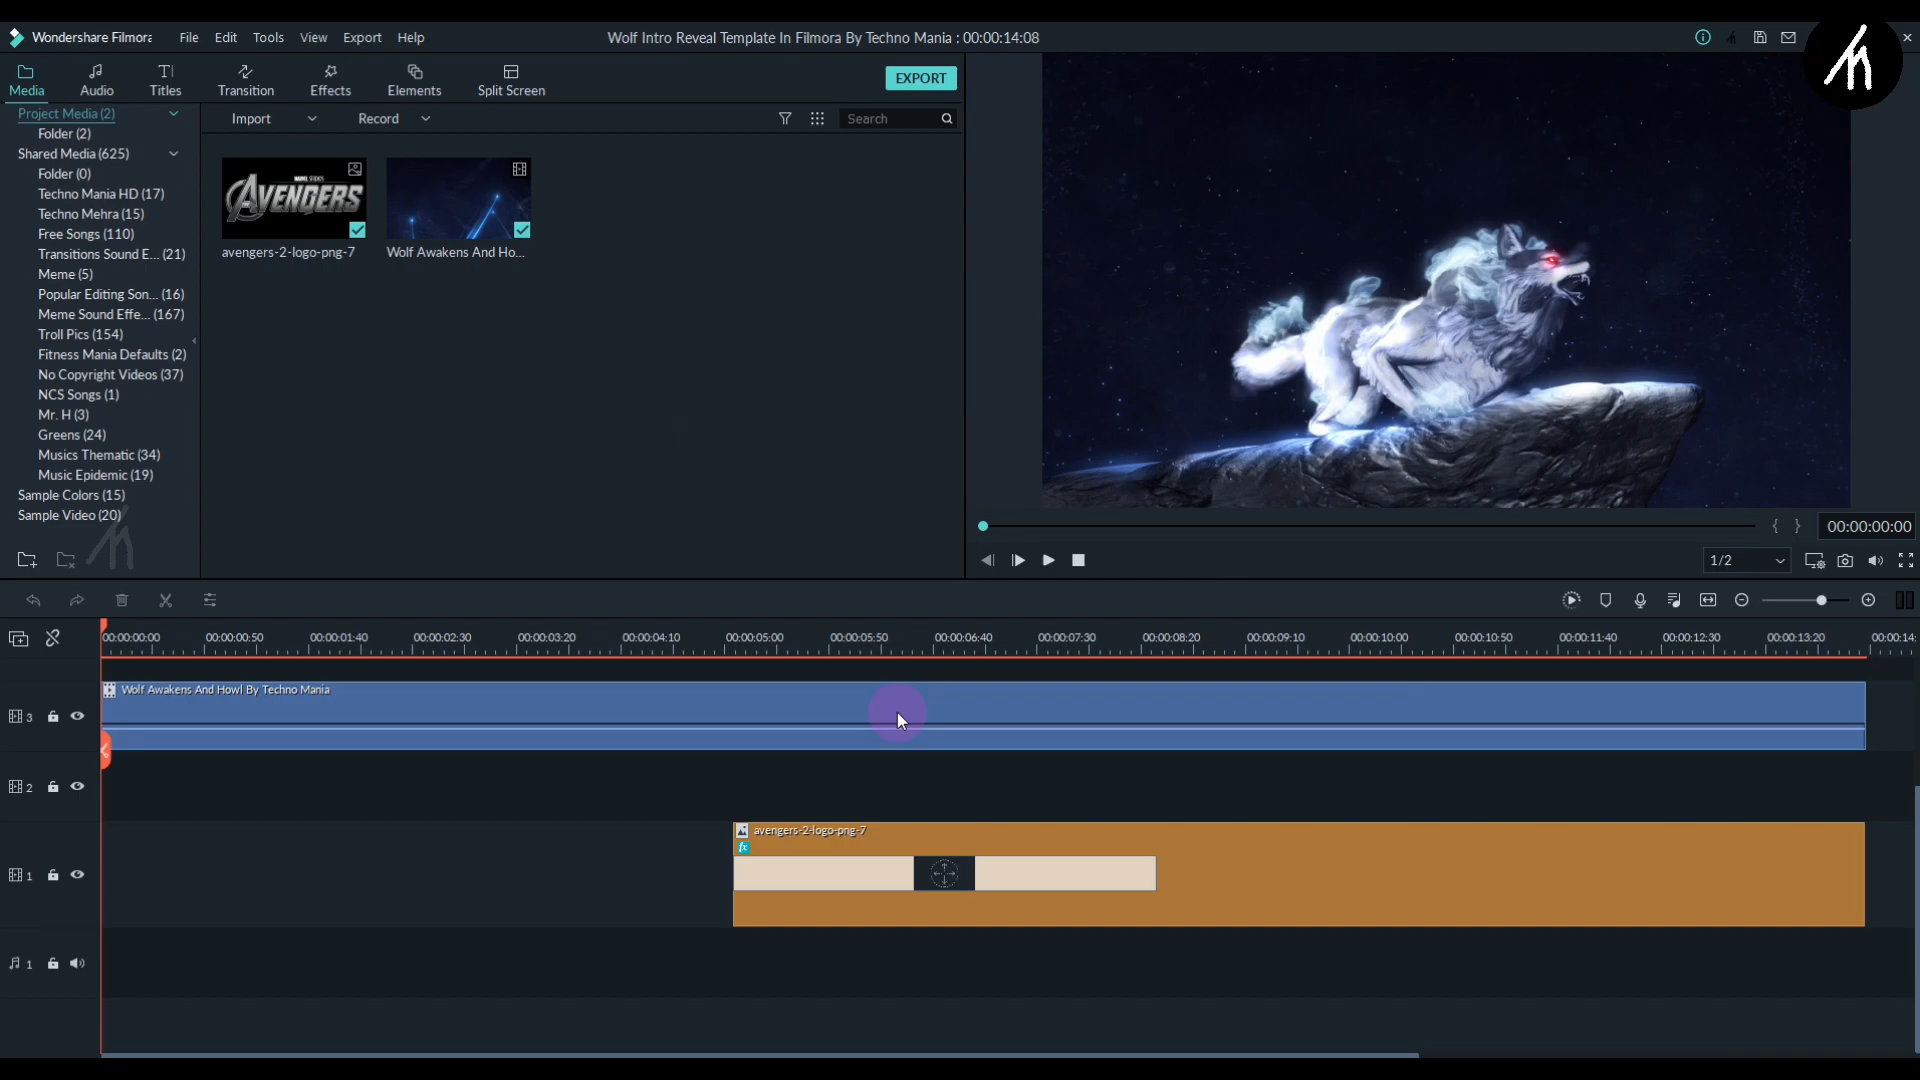 Wondershare Filmora File Edit Tools View Export Help
Wolf Intro Reveal Template In Filmora By Techno Mania : 00:00:14:08
Media Audio Titles Transition Effects Elements Split Screen
EXPORT
Project Media (2)
Folder (2)
Shared Media (625)
Folder (0)
Techno Mania HD (17)
Techno Mehra (15)
Free Songs (110)
Transitions Sound E... (21)
Meme (5)
Popular Editing Son... (16)
Meme Sound Effe... (167)
Troll Pics (154)
Fitness Mania Defaults (2)
No Copyright Videos (37)
NCS Songs (1)
Mr. H (3)
Greens (24)
Musics Thematic (34)
Music Epidemic (19)
Sample Colors (15)
Sample Video (20)
Import Record Search
MARVEL STUDIOS
AVENGERS
avengers-2-logo-png-7
Wolf Awakens And Ho...
{ } 00:00:00:00
1/2
00:00:00:00 00:00:00:50 00:00:01:40 00:00:02:30 00:00:03:20 00:00:04:10 00:00:05:00 00:00:05:50 00:00:06:40 00:00:07:30 00:00:08:20 00:00:09:10 00:00:10:00 00:00:10:50 00:00:11:40 00:00:12:30 00:00:13:20 00:00:14:
Wolf Awakens And Howl By Techno Mania
3
2
avengers-2-logo-png-7
fx
1
1